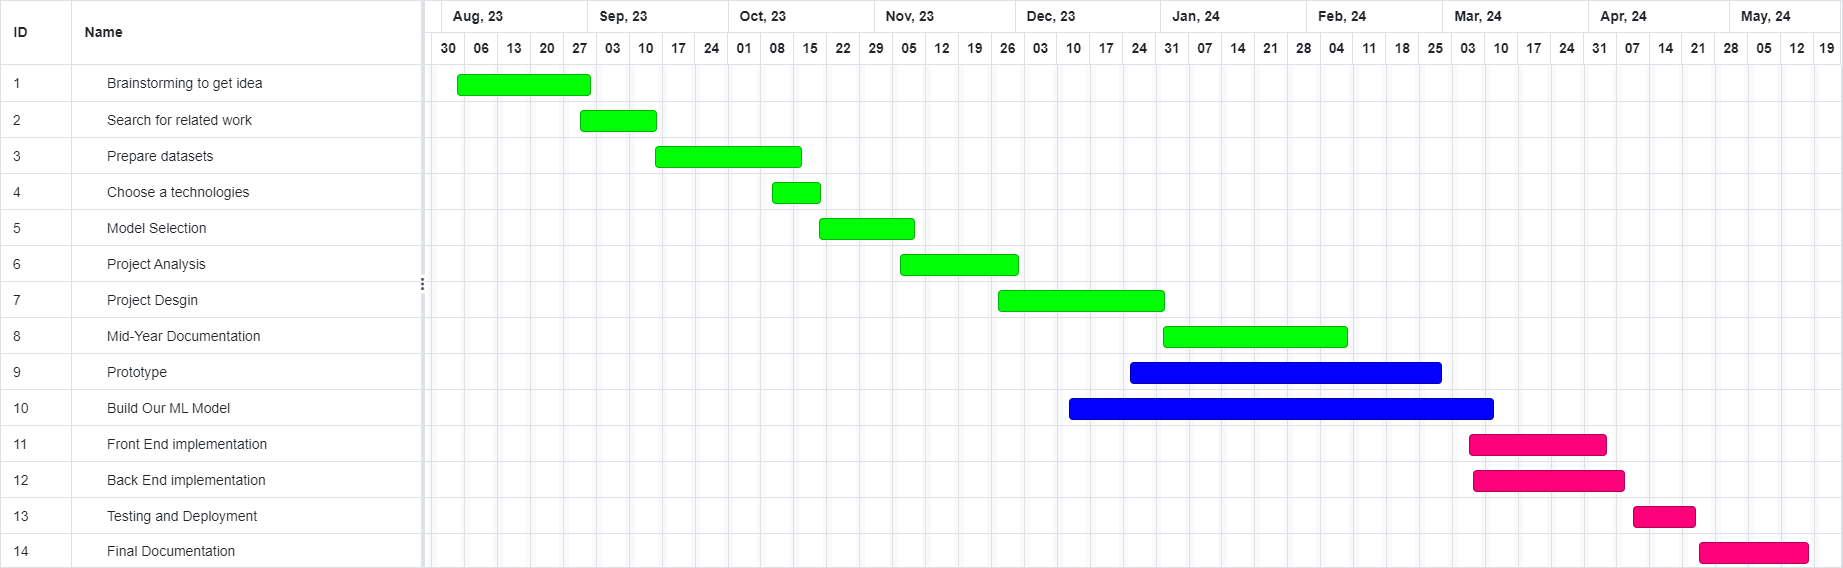 ID Name Aug, 23 Sep, 23 Oct, 23 Nov, 23 Dec, 23 Jan, 24 Feb, 24 Mar, 24 Apr, 24 May, 24
30 06 13 20 27 03 10 17 24 01 08 15 22 29 05 12 19 26 03 10 17 24 31 07 14 21 28 04 11 18 25 03 10 17 24 31 07 14 21 28 05 12 19
1 Brainstorming to get idea
2 Search for related work
3 Prepare datasets
4 Choose a technologies
5 Model Selection
6 Project Analysis
7 Project Desgin
8 Mid-Year Documentation
9 Prototype
10 Build Our ML Model
11 Front End implementation
12 Back End implementation
13 Testing and Deployment
14 Final Documentation